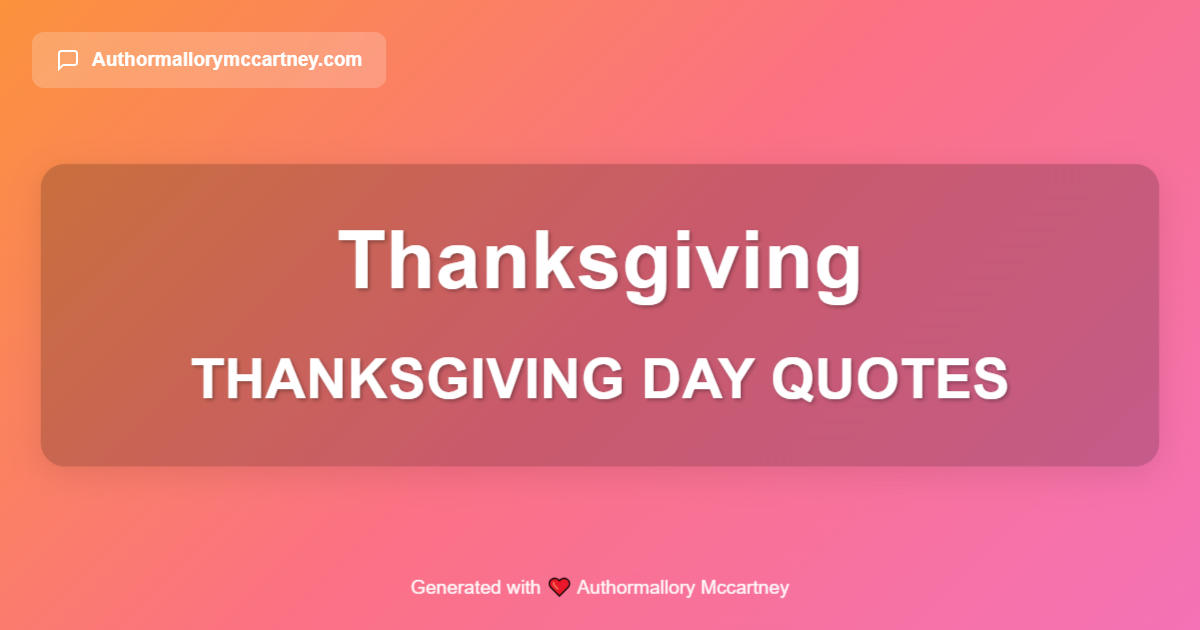 Authormallorymccartney.com
Thanksgiving
THANKSGIVING DAY QUOTES
Generated with ❤️ Authormallory Mccartney